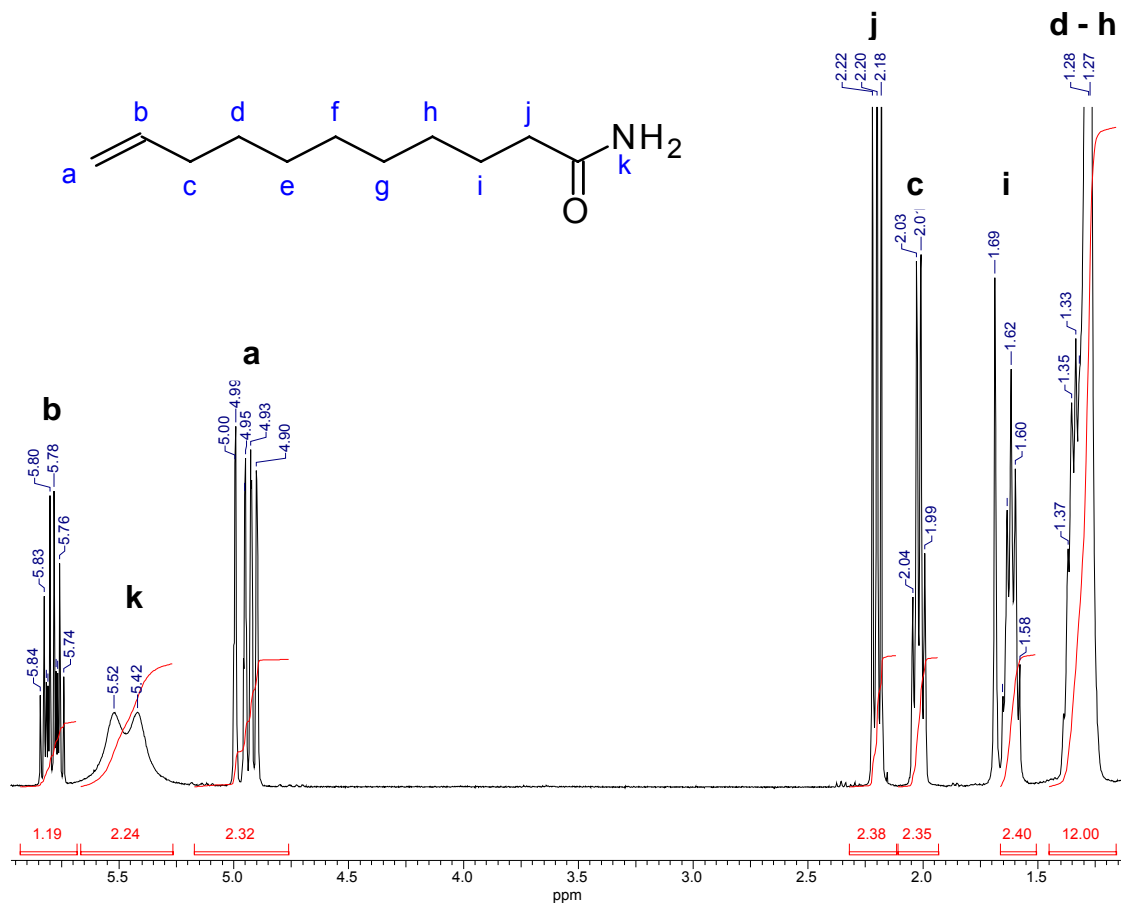 j
d - h
2.22
2.20
2.18
1.28
1.27
b
d
f
h
j
NH2
k
a
c
e
g
i
O
c
i
2.03
2.01
1.69
1.33
1.62
1.35
a
b
5.00
4.99
4.95
4.93
4.90
5.80
5.78
1.60
5.83
5.76
1.37
1.99
2.04
k
5.84
5.74
1.58
5.52
5.42
1.19
2.24
2.32
2.38
2.35
2.40
12.00
5.5
5.0
4.5
4.0
3.5
3.0
2.5
2.0
1.5
ppm